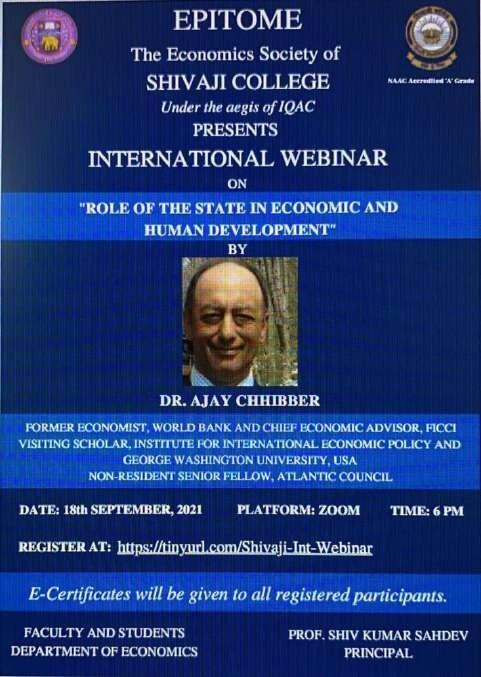 EPITOME
The Economics Society of
SHIVAJI COLLEGE
NAAC Accredited 'A' Grade
Under the aegis of IQAC
PRESENTS
INTERNATIONAL WEBINAR
ON
"ROLE OF THE STATE IN ECONOMIC AND
HUMAN DEVELOPMENT"
BY
DR. AJAY CHHIBBER
FORMER ECONOMIST, WORLD BANK AND CHIEF ECONOMIC ADVISOR, FICCI
VISITING SCHOLAR, INSTITUTE FOR INTERNATIONAL ECONOMIC POLICY AND
GEORGE WASHINGTON UNIVERSITY, USA
NON-RESIDENT SENIOR FELLOW, ATLANTIC COUNCIL
DATE: 18th SEPTEMBER, 2021 PLATFORM: ZOOM TIME: 6 PM
REGISTER AT: https://tinyurl.com/Shivaji-Int-Webinar
E-Certificates will be given to all registered participants.
FACULTY AND STUDENTS
DEPARTMENT OF ECONOMICS
PROF. SHIV KUMAR SAHDEV
PRINCIPAL